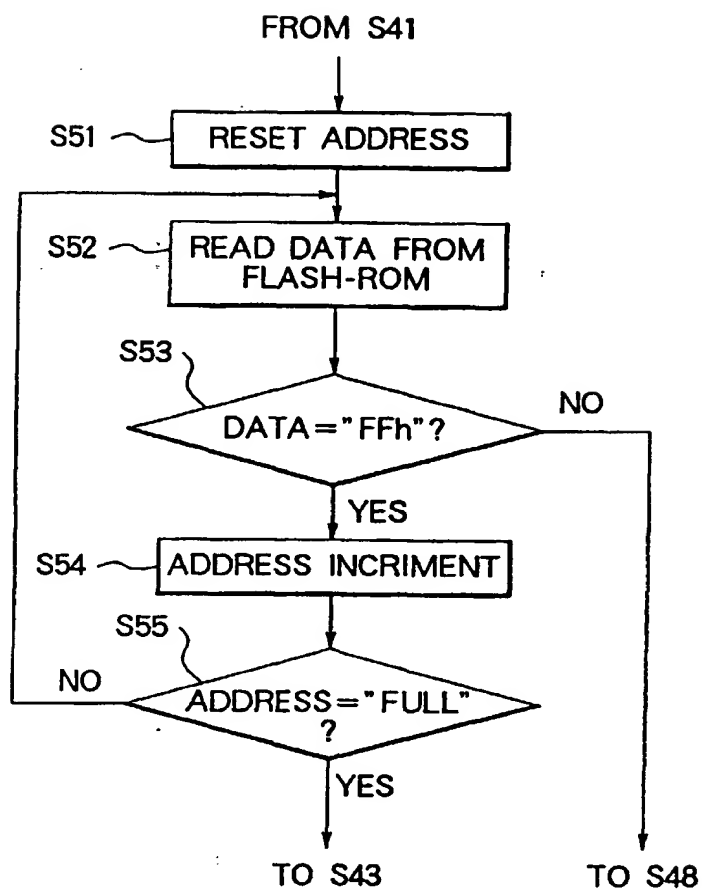 FROM S41
S51
RESET ADDRESS
S52
READ DATA FROM
FLASH-ROM
S53
DATA="FFh"?
NO
YES
S54
ADDRESS INCRIMENT
S55
NO
ADDRESS="FULL"
?
YES
TO S43
TO S48